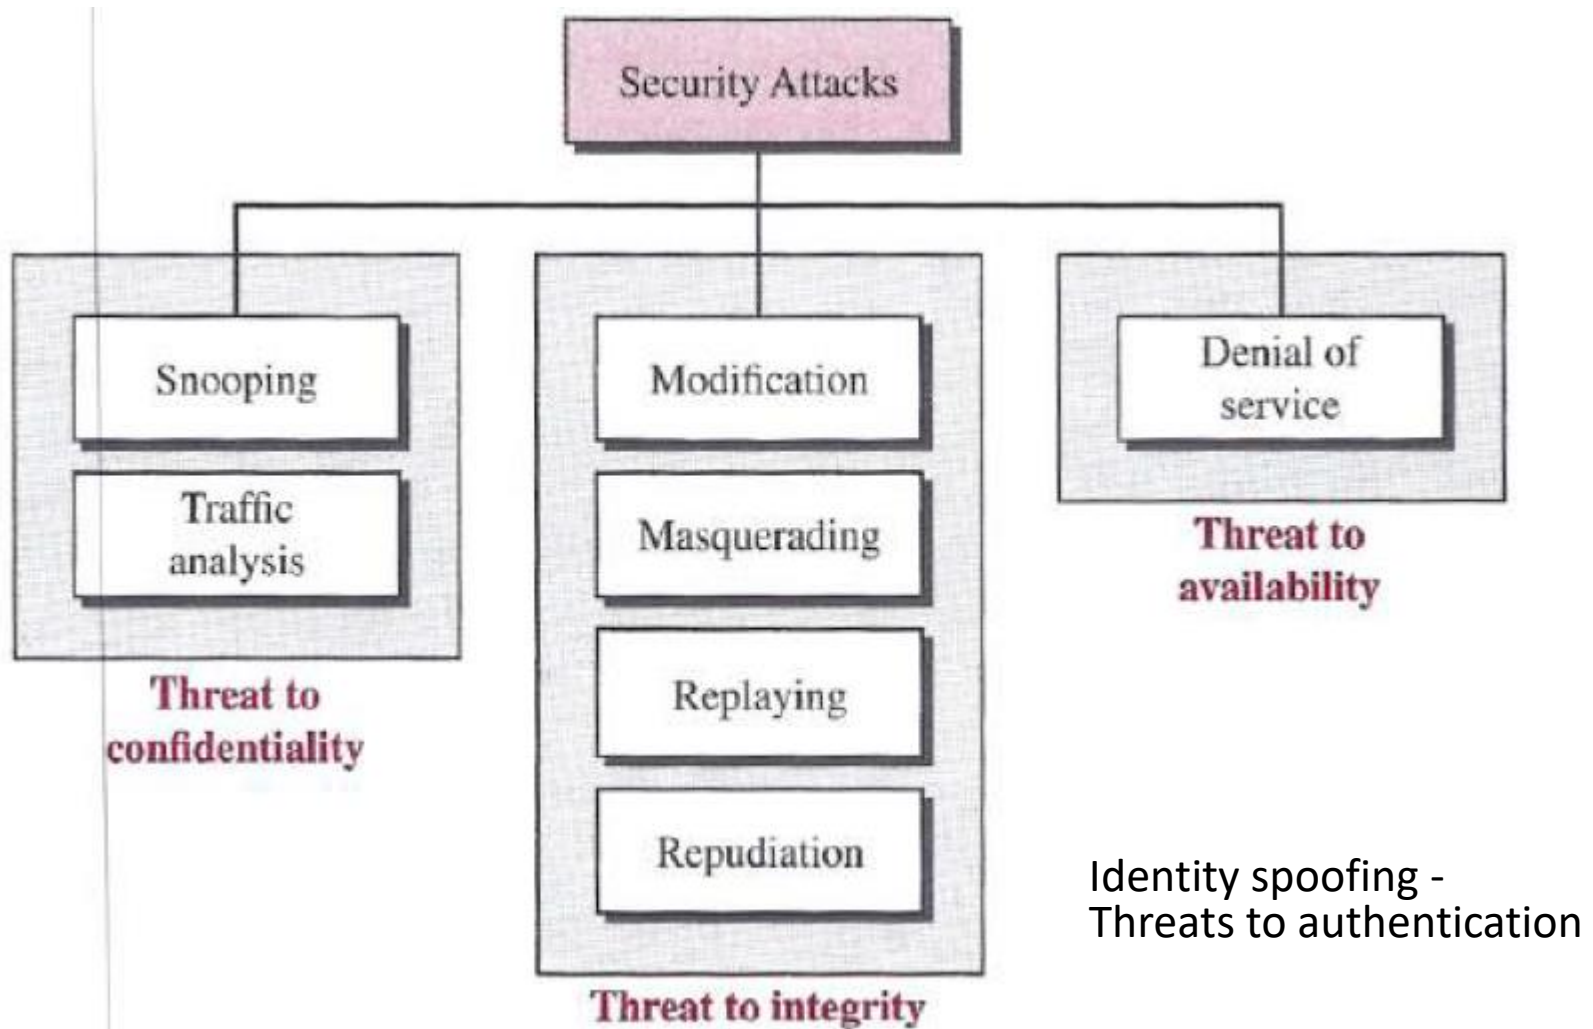 Security Attacks
Snooping
Traffic
analysis
Threat to
confidentiality
Modification
Masquerading
Replaying
Repudiation
Threat to integrity
Denial of
service
Threat to
availability
Identity spoofing -
Threats to authentication